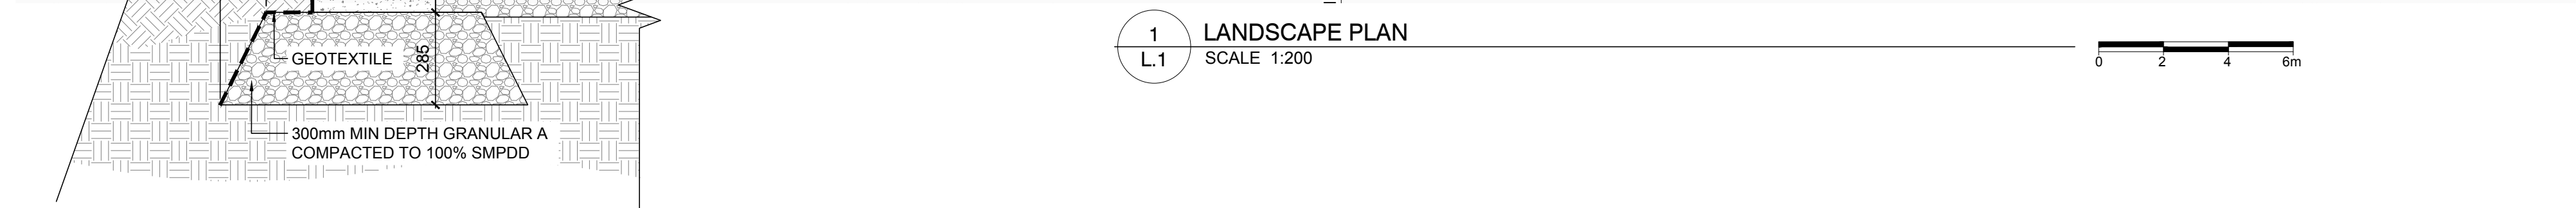 GEOTEXTILE
285
300mm MIN DEPTH GRANULAR A
COMPACTED TO 100% SMPDD
1
L.1
LANDSCAPE PLAN
SCALE 1:200
0 2 4 6m